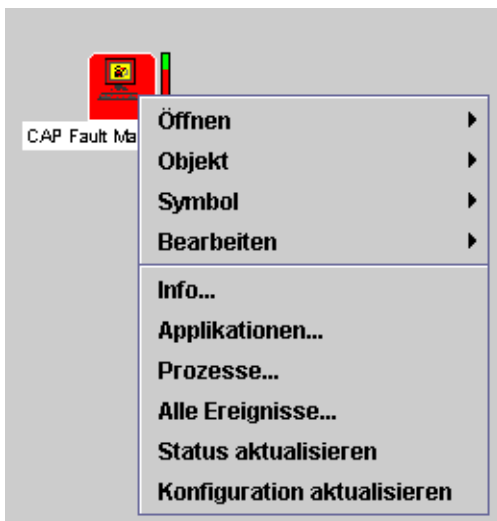 CAP Fault Ma
Öffnen
Objekt
Symbol
Bearbeiten
Info...
Applikationen...
Prozesse...
Alle Ereignisse...
Status aktualisieren
Konfiguration aktualisieren